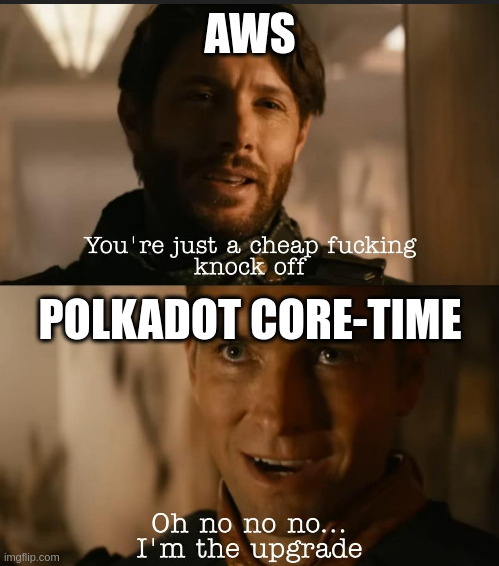 AWS
You're just a cheap fucking
knock off
POLKADOT CORE-TIME
Oh no no no...
I'm the upgrade
imgflip.com